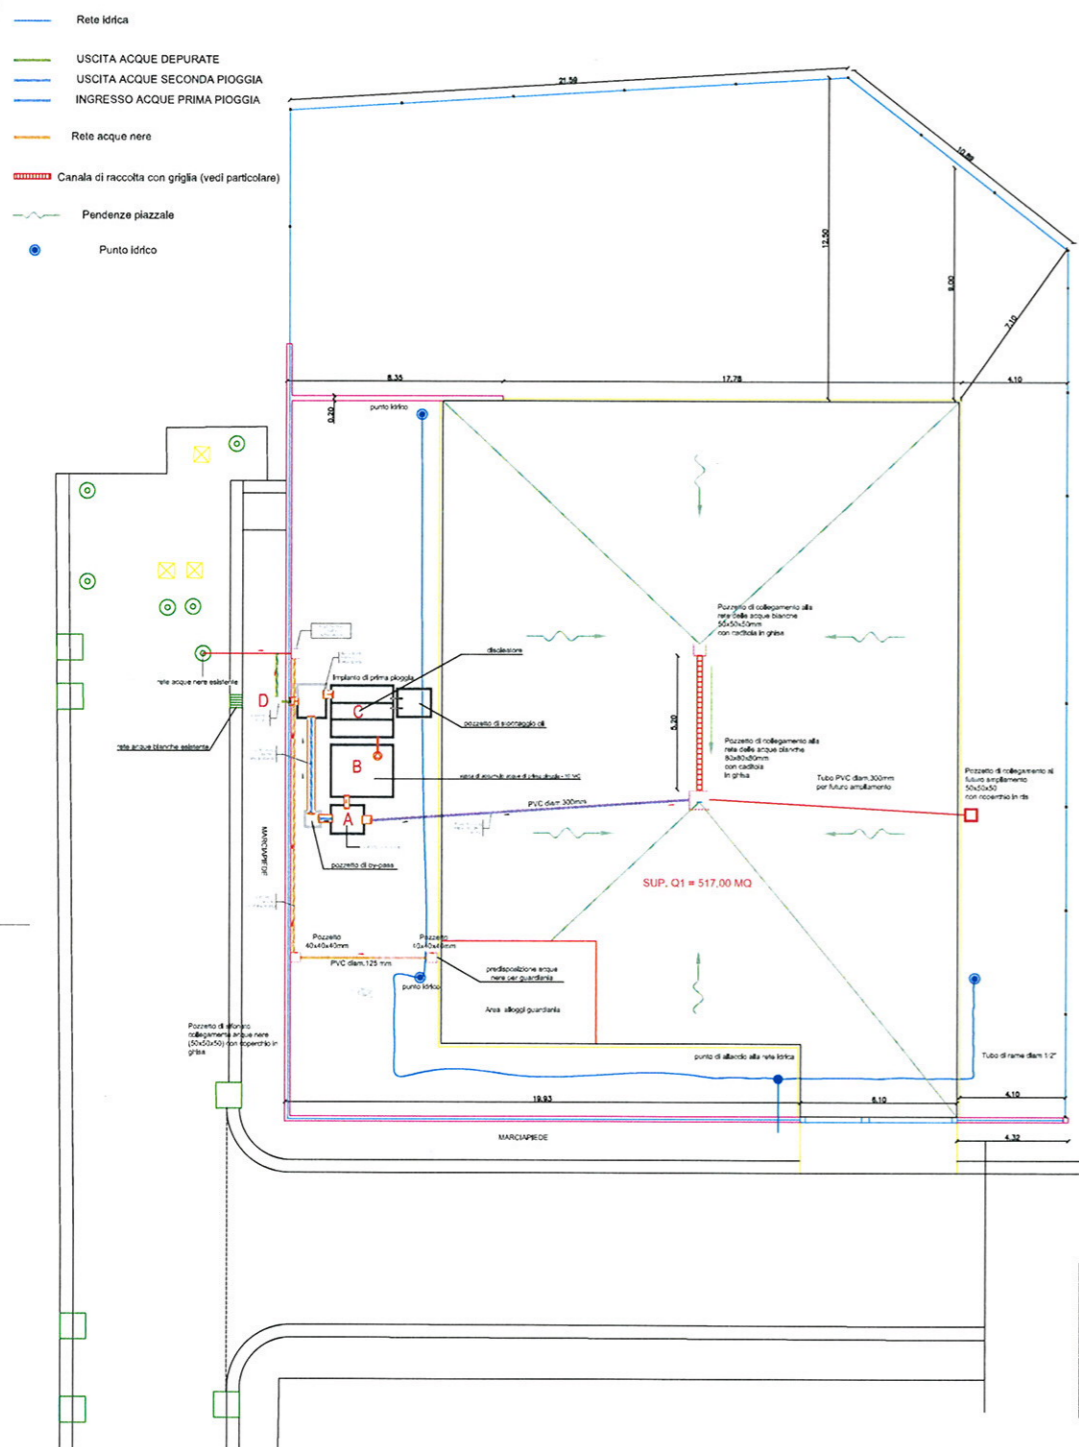 Rete idrica
USCITA ACQUE DEPURATE
USCITA ACQUE SECONDA PIOGGIA
INGRESSO ACQUE PRIMA PIOGGIA
Rete acque nere
Canala di raccolta con griglia (vedi particolare)
Pendenze piazzale
Punto idrico
21.59
10.89
12.50
9.00
7.10
8.35
17.78
4.10
0.20
punto idrico
Pozzetto di collegamento alla
rete delle acque bianche
50x50x50mm
con caditoia in ghisa
disoleatore
rete acque nere esistente
Impianto di prima pioggia
D
C
pozzetto di stoccaggio oli
rete acque bianche esistente
5.20
Pozzetto di collegamento alla
rete delle acque bianche
80x80x80mm
con caditoia
in ghisa
B
Tubo PVC diam.300mm
per futuro ampliamento
Pozzetto di collegamento al
futuro ampliamento
50x50x50
con coperchio in cls
PVC diam.300mm
A
MARCIAPIEDE
pozzetto di by-pass
SUP. Q1 = 517,00 MQ
Pozzetto
40x40x40mm
Pozzetto
40x40x40mm
PVC diam.125 mm
predisposizione acque
nere per guardiania
punto idrico
Area alloggi guardiania
Pozzetto di sifonato
collegamento acque nere
(50x50x50) con coperchio in
ghisa
punto di allaccio alla rete idrica
Tubo di rame diam 1/2"
19.93
6.10
4.10
MARCIAPIEDE
4.32